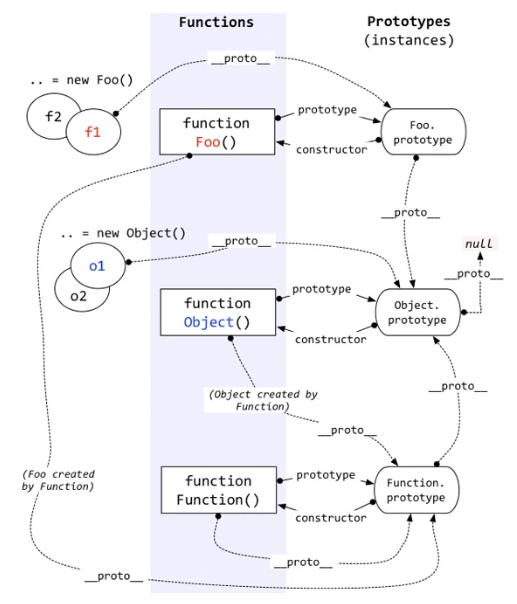 Functions
Prototypes
(instances)
__proto__
.. = new Foo()
f2
f1
function
Foo()
prototype
constructor
Foo.
prototype
__proto__
null
.. = new Object()
__proto__
o1
o2
__proto__
function
Object()
prototype
constructor
Object.
prototype
(Object created by
Function)
__proto__
__proto__
(Foo created
by Function)
function
Function()
prototype
constructor
Function.
prototype
__proto__
__proto__